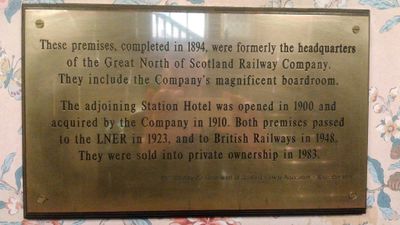 These premises, completed in 1894, were formerly the headquarters
of the Great North of Scotland Railway Company.
They include the Company's magnificent boardroom.
The adjoining Station Hotel was opened in 1900 and
acquired by the Company in 1910. Both premises passed
to the LNER in 1923, and to British Railways in 1948.
They were sold into private ownership in 1983.